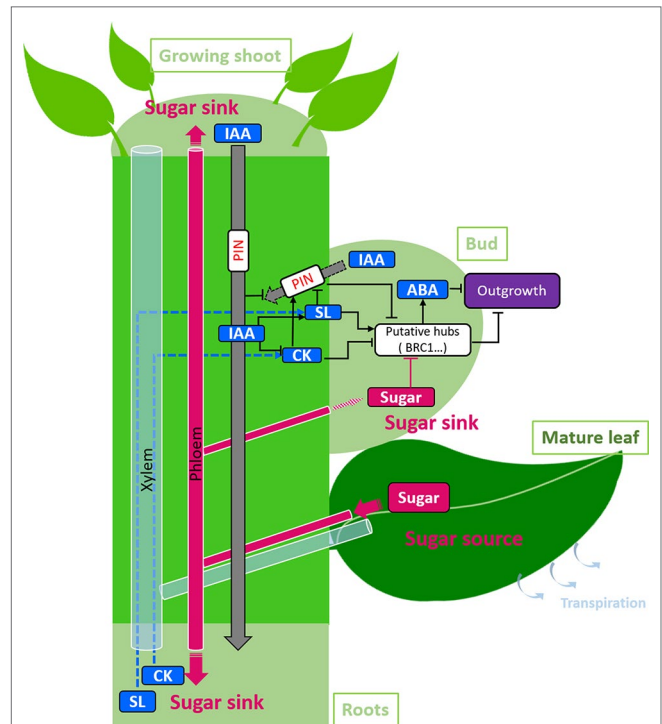 Growing shoot
Sugar sink
IAA
PIN
Bud
IAA
PIN
ABA
Outgrowth
SL
IAA
Putative hubs
( BRC1...)
CK
Sugar
Sugar sink
Mature leaf
Xylem
Phloem
Sugar
Sugar source
Transpiration
CK
SL
Sugar sink
Roots